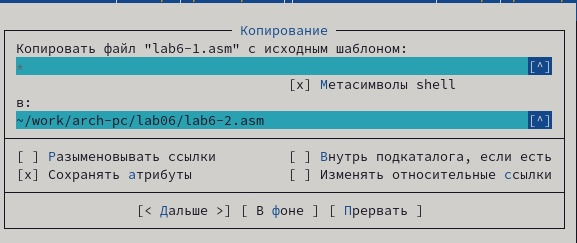 Копирование
Копировать файл "lab6-1.asm" с исходным шаблоном:
* [^]
[x] Метасимволы shell
в:
~/work/arch-pc/lab06/lab6-2.asm [^]
[ ] Разыменовывать ссылки [ ] Внутрь подкаталога, если есть
[x] Сохранять атрибуты [ ] Изменять относительные ссылки
[< Дальше >] [ В фоне ] [ Прервать ]